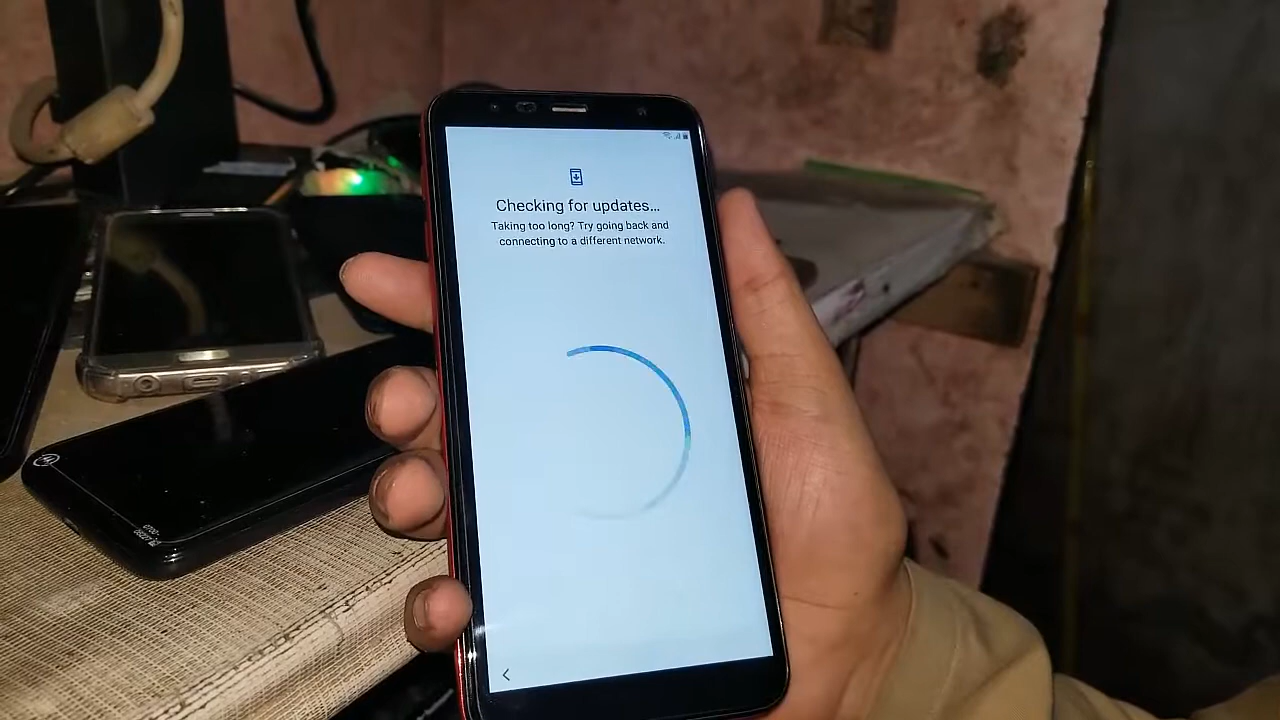 Checking for updates...
Taking too long? Try going back and
connecting to a different network.